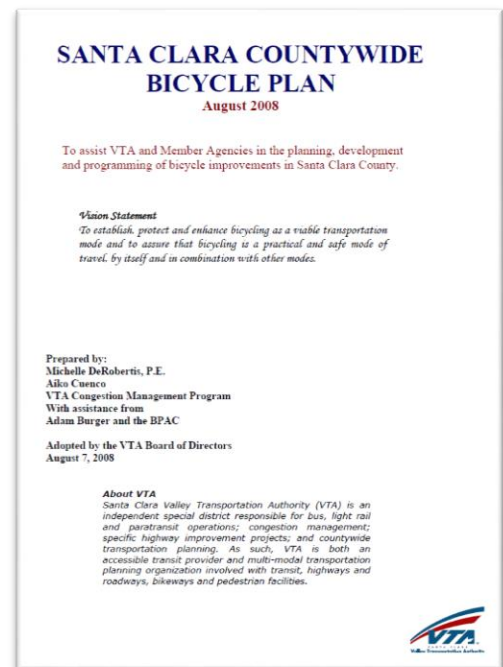 SANTA CLARA COUNTYWIDE
BICYCLE PLAN
August 2008
To assist VTA and Member Agencies in the planning, development
and programming of bicycle improvements in Santa Clara County.
Vision Statement
To establish, protect and enhance bicycling as a viable transportation
mode and to assure that bicycling is a practical and safe mode of
travel, by itself and in combination with other modes.
Prepared by:
Michelle DeRobertis, P.E.
Aiko Cuenco
VTA Congestion Management Program
With assistance from
Adam Burger and the BPAC
Adopted by the VTA Board of Directors
August 7, 2008
About VTA
Santa Clara Valley Transportation Authority (VTA) is an
independent special district responsible for bus, light rail
and paratransit operations; congestion management;
specific highway improvement projects; and countywide
transportation planning. As such, VTA is both an
accessible transit provider and multi-modal transportation
planning organization involved with transit, highways and
roadways, bikeways and pedestrian facilities.
VTA
SANTA CLARA
Valley Transportation Authority